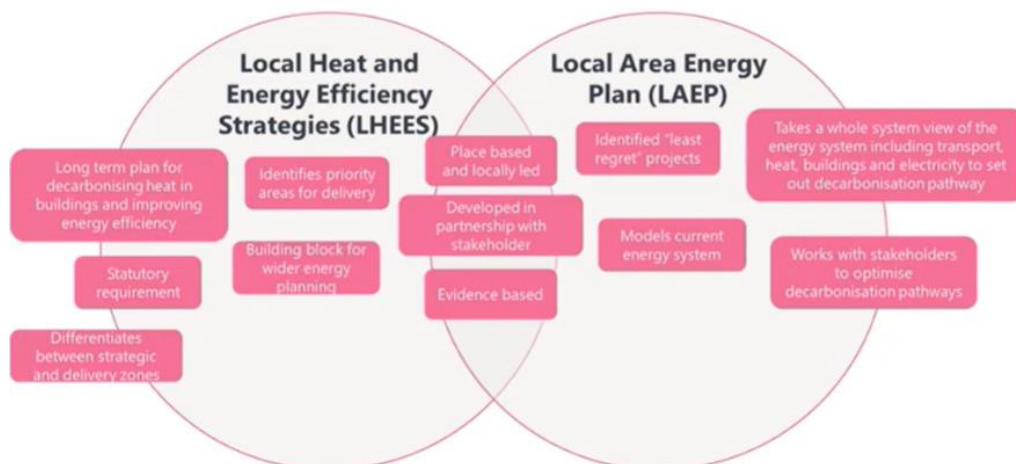 Local Heat and
Energy Efficiency
Strategies (LHEES)
Long term plan for
decarbonising heat in
buildings and improving
energy efficiency
Identifies priority
areas for delivery
Statutory
requirement
Building block for
wider energy
planning
Differentiates
between strategic
and delivery zones
Place based
and locally led
Developed in
partnership with
stakeholder
Evidence based
Local Area Energy
Plan (LAEP)
Identified "least
regret" projects
Takes a whole system view of the
energy system including transport,
heat, buildings and electricity to set
out decarbonisation pathway
Models current
energy system
Works with stakeholders
to optimise
decarbonisation pathways